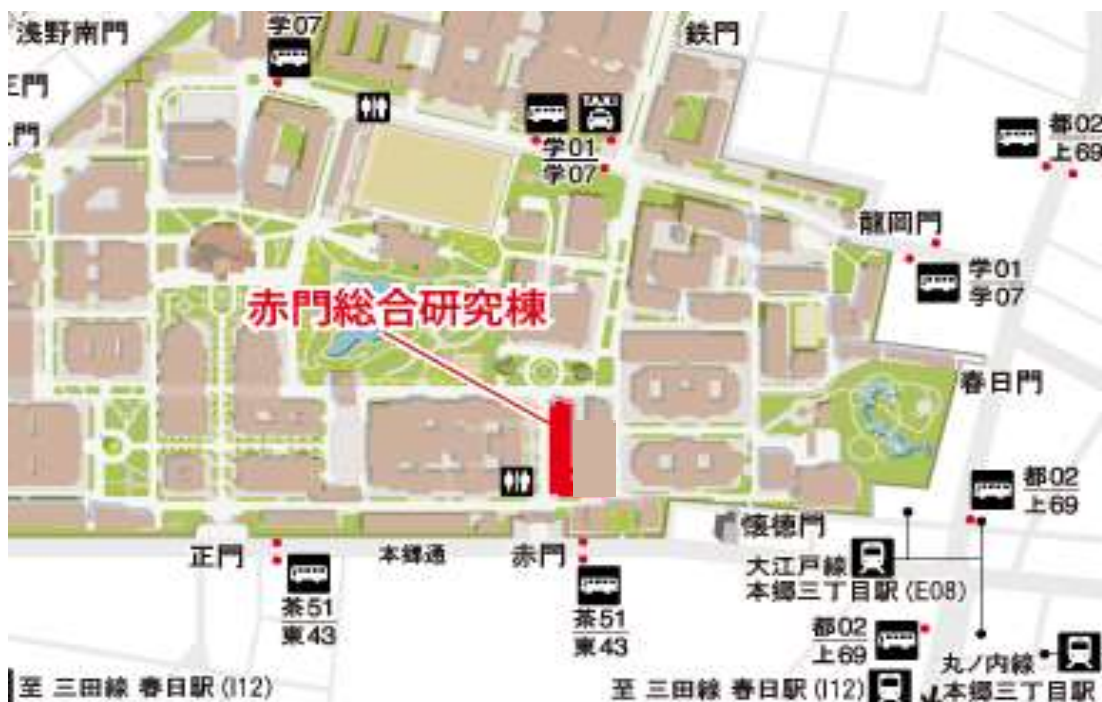 浅野南門
学07
鉄門
正門
門
TAXI
学01
学07
都02
上69
龍岡門
学01
学07
赤門総合研究棟
春日門
都02
上69
正門
本郷通
赤門
懐徳門
大江戸線
本郷三丁目駅(E08)
茶51
東43
茶51
東43
都02
上69
丸ノ内線
本郷三丁目駅
至 三田線 春日駅(I12)
至 三田線 春日駅(I12)